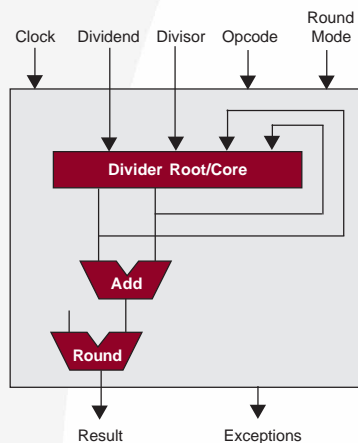 Clock Dividend Divisor Opcode Round
Mode
Divider Root/Core
Add
Round
Result Exceptions